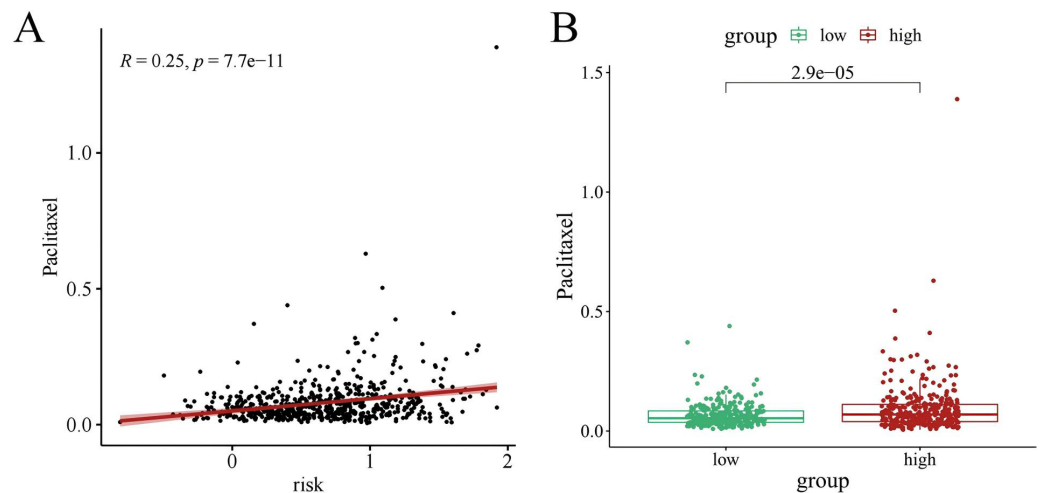 A
R = 0.25, p = 7.7e−11
1.0
0.5
0.0
Paclitaxel
0
1
2
risk
B
group low high
2.9e−05
1.5
1.0
0.5
0.0
Paclitaxel
low
high
group